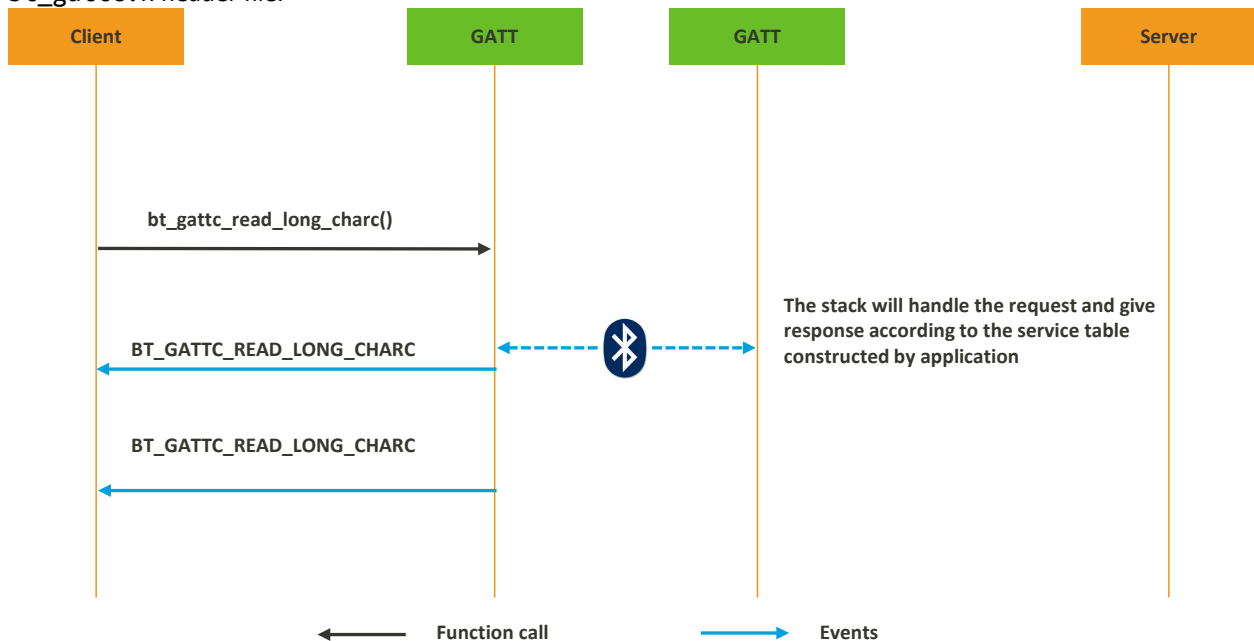 Client
GATT
GATT
Server
bt_gattc_read_long_charc()
The stack will handle the request and give
response according to the service table
constructed by application
BT_GATTC_READ_LONG_CHARC
BT_GATTC_READ_LONG_CHARC
Function call
Events